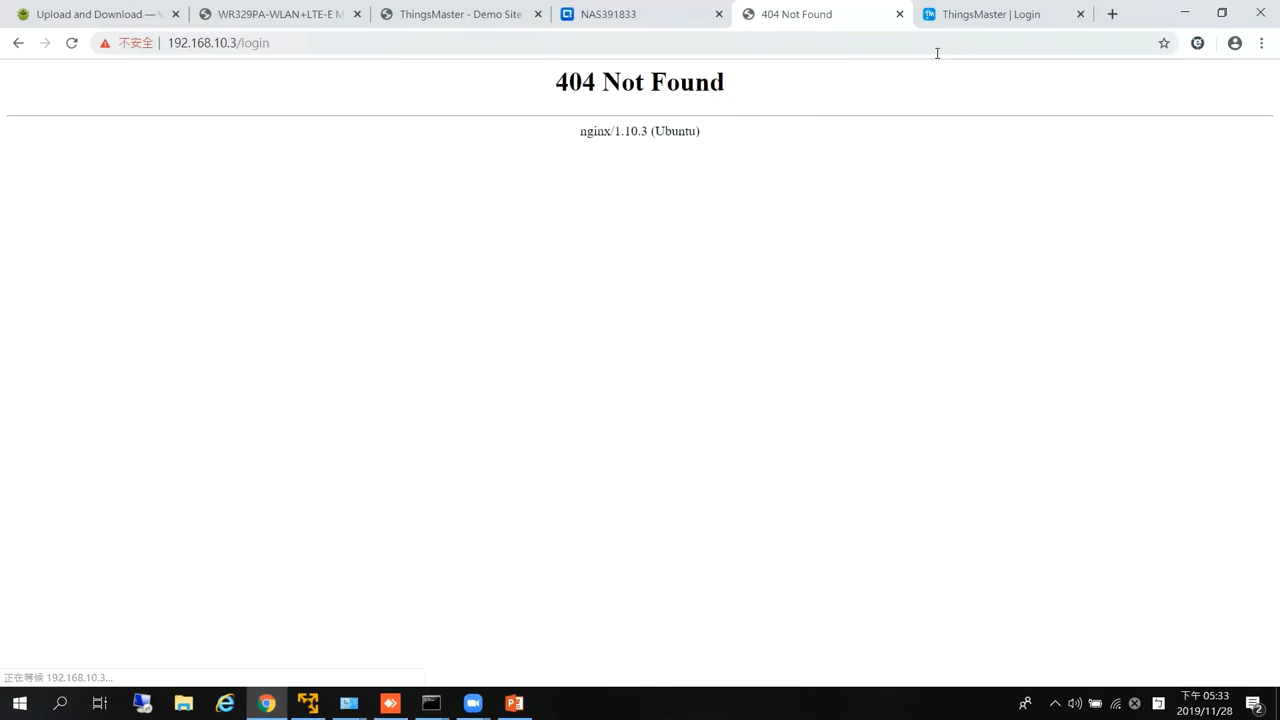 Upload and Download —
W5329PA-WLAN-LTE-E M
ThingsMaster - Demo Site
NAS391833
404 Not Found
ThingsMaster | Login
不安全 | 192.168.10.3/login
404 Not Found
nginx/1.10.3 (Ubuntu)
正在等候 192.168.10.3...
下午 05:33
2019/11/28
2